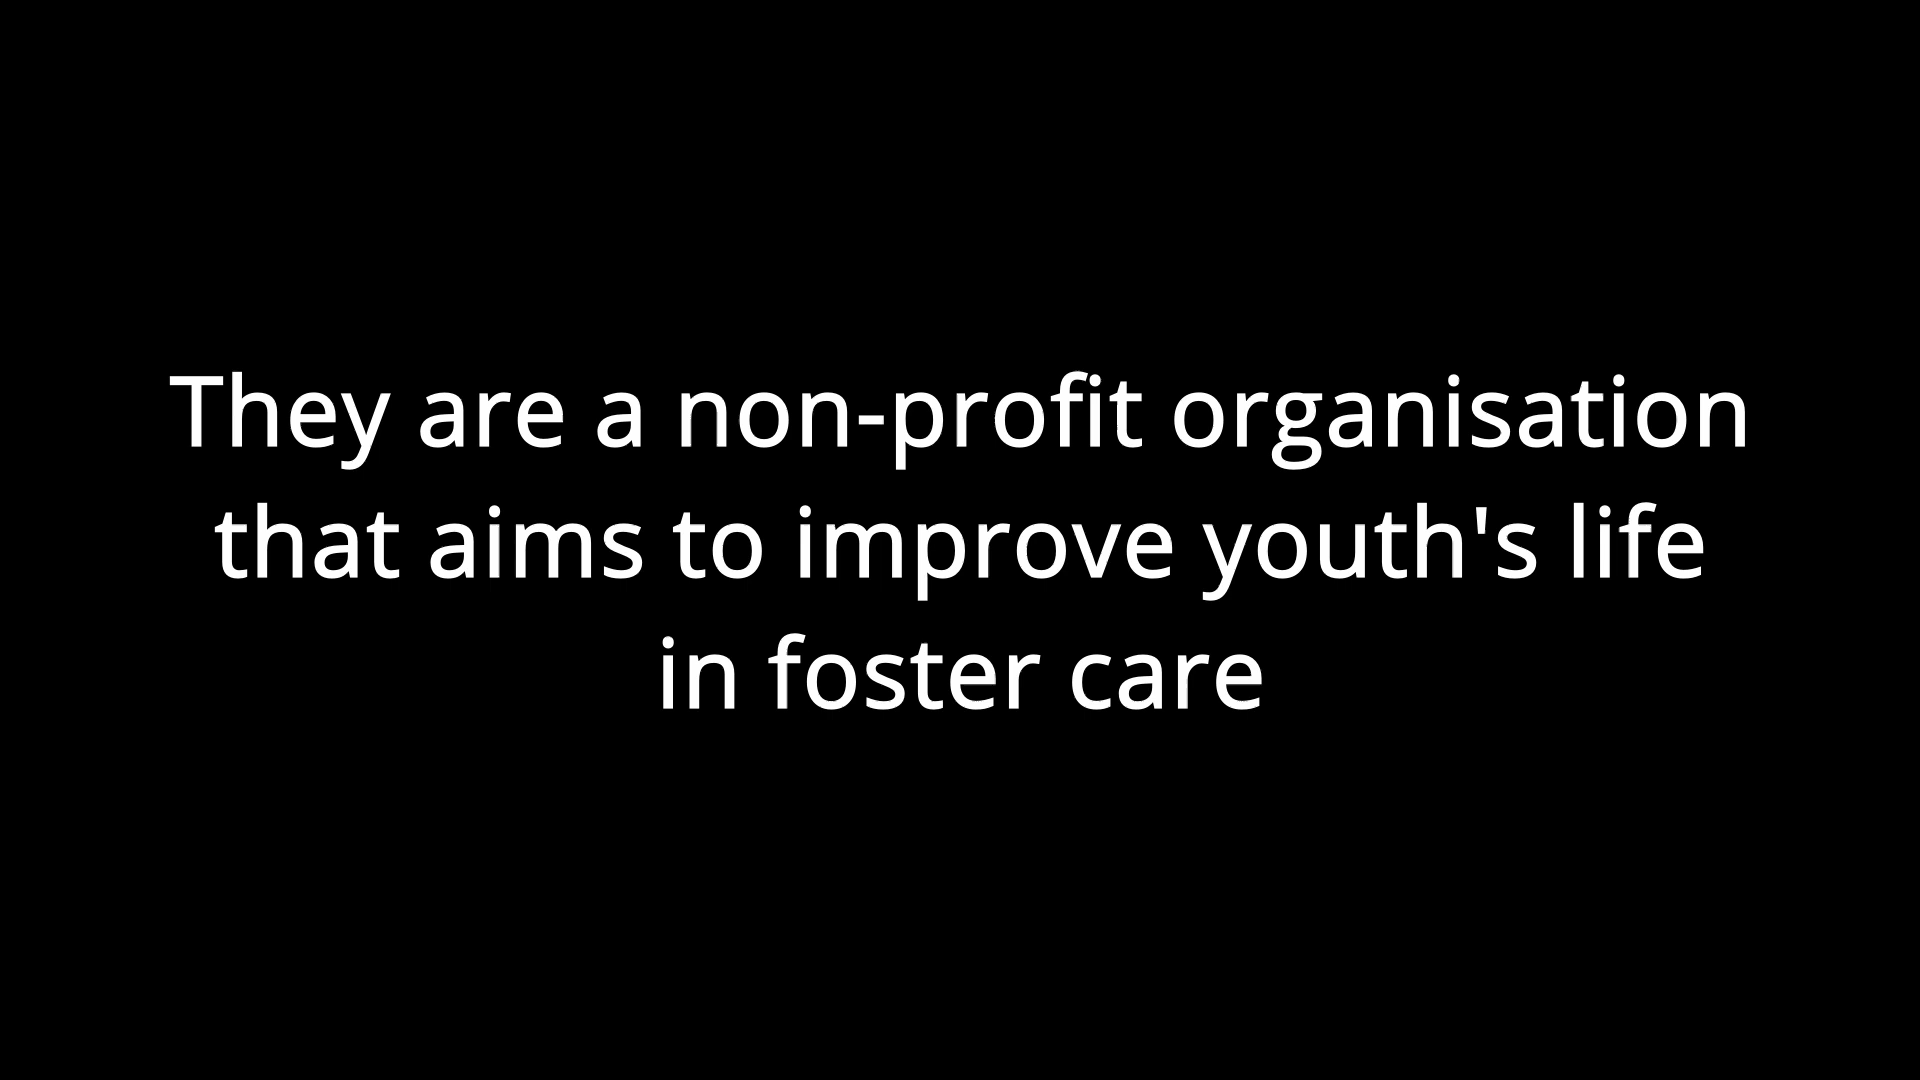 They are a non-profit organisation
that aims to improve youth's life
in foster care